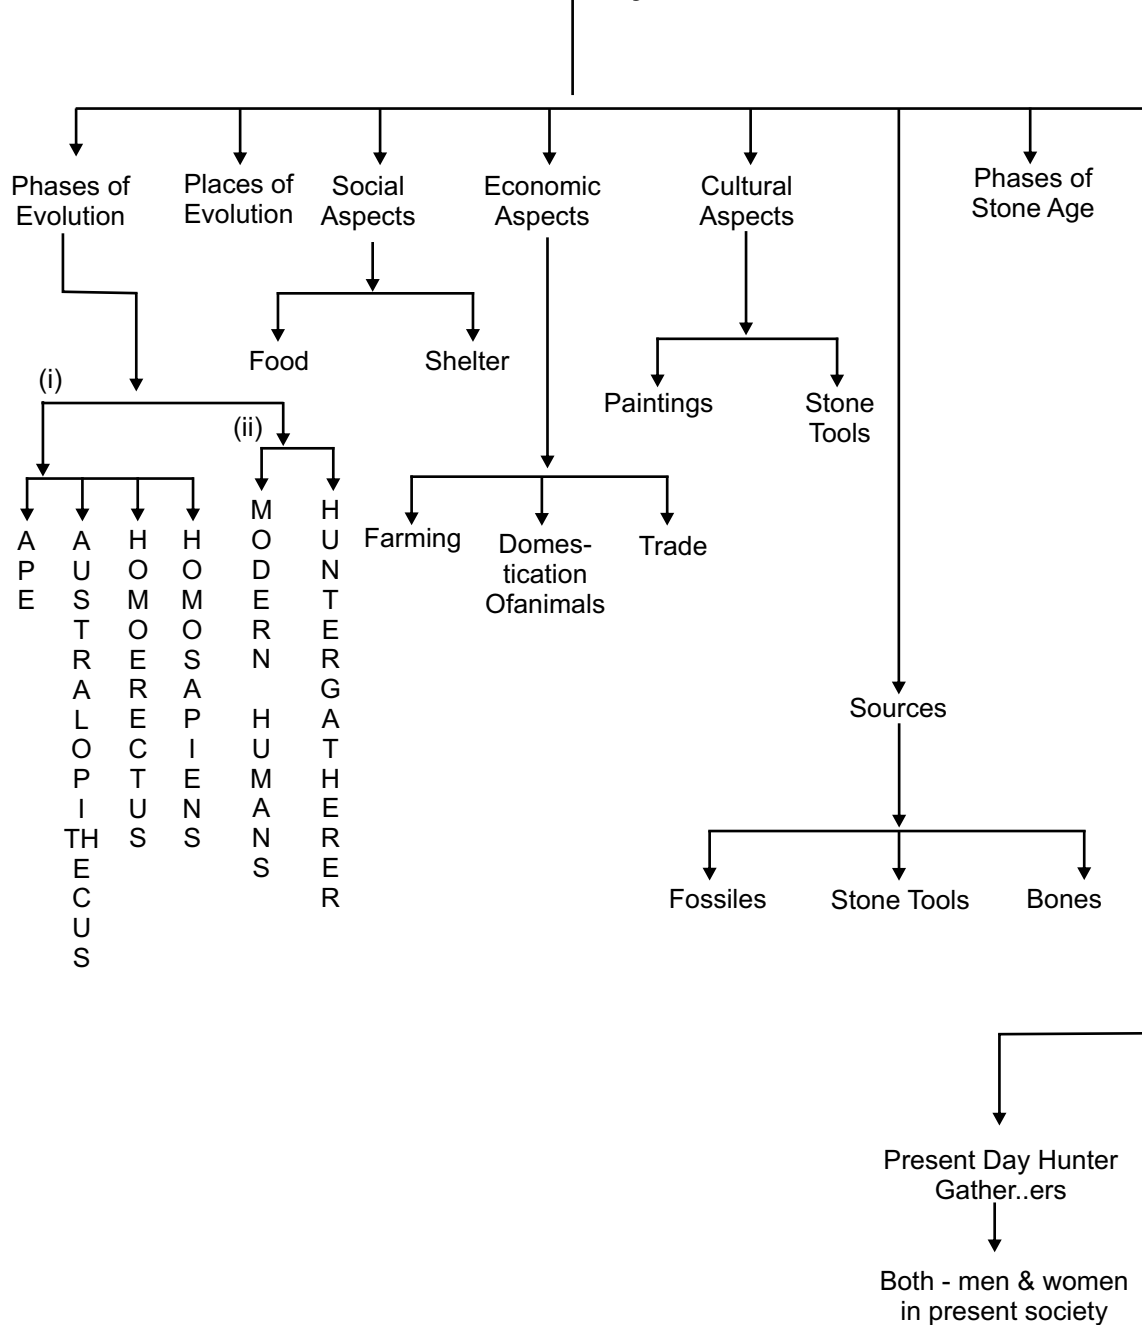 Phases of
Evolution
Places of
Evolution
Social
Aspects
Economic
Aspects
Cultural
Aspects
Phases of
Stone Age
Food
Shelter
Paintings
Stone
Tools
(i)
(ii)
APE
AUSTRALOPITHECUS
HOMOERECTUS
HOMOSAPIENS
MODERN HUMANS
HUNTERGATHERER
Farming
Domes-
tication
Ofanimals
Trade
Sources
Fossiles
Stone Tools
Bones
Present Day Hunter
Gather..ers
Both - men & women
in present society